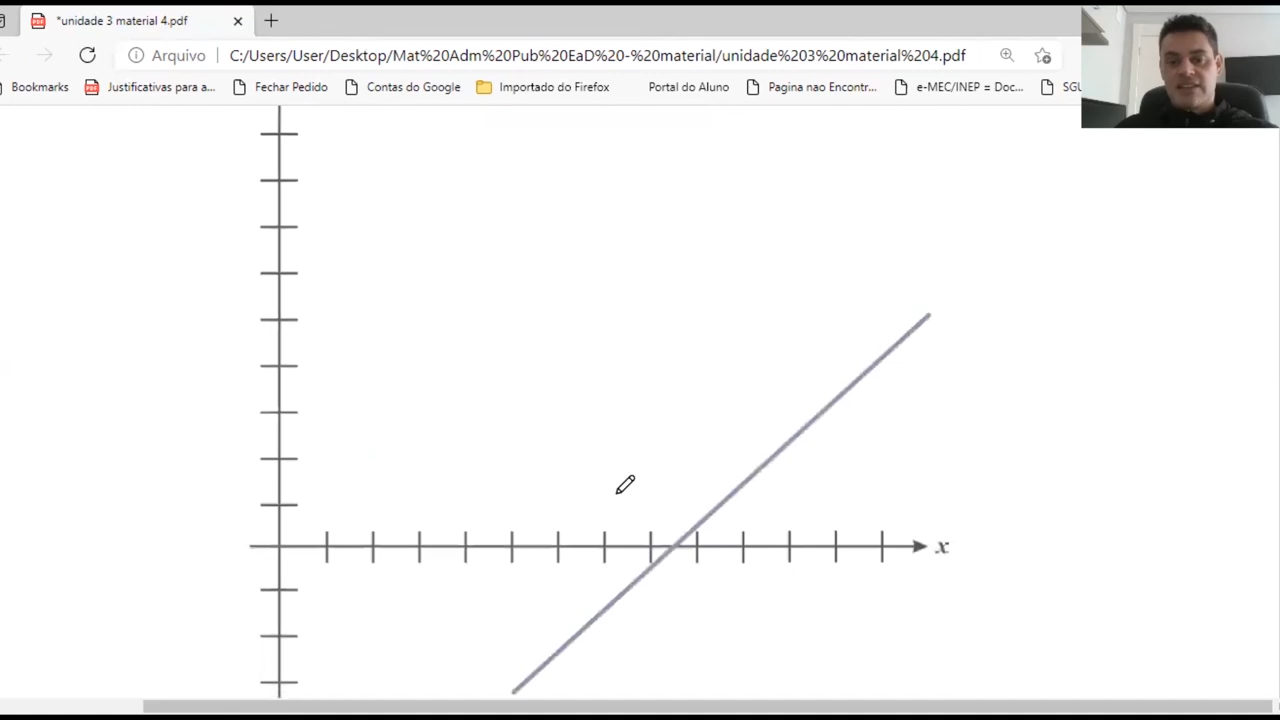 *unidade 3 material 4.pdf
Arquivo C:/Users/User/Desktop/Mat%20Adm%20Pub%20EaD%20-%20material/unidade%203%20material%204.pdf
Bookmarks Justificativas para a... Fechar Pedido Contas do Google Importado do Firefox Portal do Aluno Pagina nao Encontr... e-MEC/INEP = Doc... SGU
x